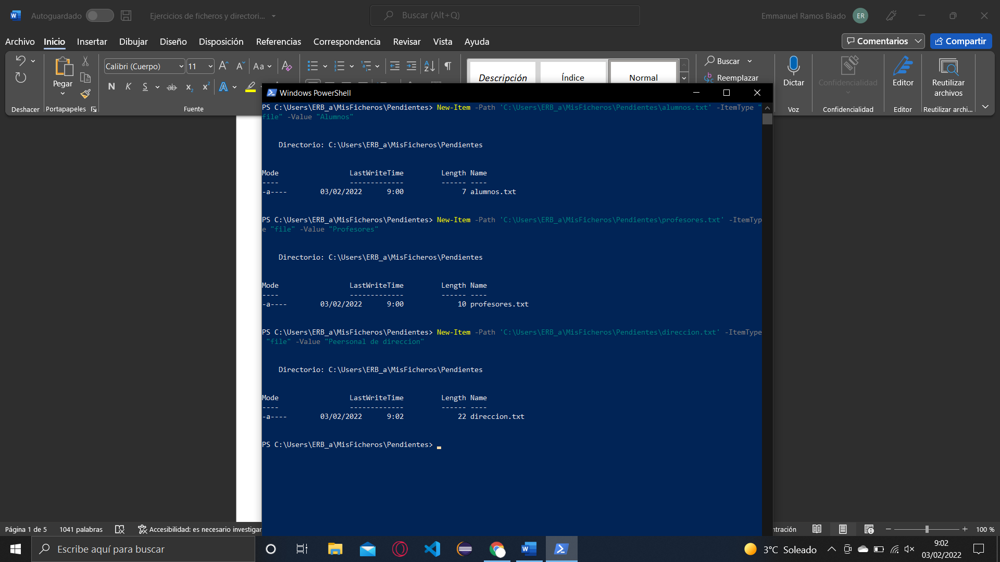 Autoguardado
Ejercicios de ficheros y directori...
Buscar (Alt+Q)
Emmanuel Ramos Biado
ER
Archivo Inicio Insertar Dibujar Diseño Disposición Referencias Correspondencia Revisar Vista Ayuda
Comentarios
Compartir
Pegar
Calibri (Cuerpo) 11
Aa
N K S ab x₂ x² A
Descripción Índice Normal
Buscar
Reemplazar
Dictar
Confidencialidad
Editor
Reutilizar archivos
Deshacer Portapapeles Fuente
Voz Confidencialidad Editor Reutilizar archi...
Windows PowerShell
PS C:\Users\ERB_a\MisFicheros\Pendientes> New-Item -Path 'C:\Users\ERB_a\MisFicheros\Pendientes\alumnos.txt' -ItemType "
file" -Value "Alumnos"
Directorio: C:\Users\ERB_a\MisFicheros\Pendientes
Mode LastWriteTime Length Name
---- ------------- ------ ----
-a---- 03/02/2022 9:00 7 alumnos.txt
PS C:\Users\ERB_a\MisFicheros\Pendientes> New-Item -Path 'C:\Users\ERB_a\MisFicheros\Pendientes\profesores.txt' -ItemTyp
e "file" -Value "Profesores"
Directorio: C:\Users\ERB_a\MisFicheros\Pendientes
Mode LastWriteTime Length Name
---- ------------- ------ ----
-a---- 03/02/2022 9:00 10 profesores.txt
PS C:\Users\ERB_a\MisFicheros\Pendientes> New-Item -Path 'C:\Users\ERB_a\MisFicheros\Pendientes\direccion.txt' -ItemType
"file" -Value "Peersonal de direccion"
Directorio: C:\Users\ERB_a\MisFicheros\Pendientes
Mode LastWriteTime Length Name
---- ------------- ------ ----
-a---- 03/02/2022 9:02 22 direccion.txt
PS C:\Users\ERB_a\MisFicheros\Pendientes>
Página 1 de 5 1041 palabras Accesibilidad: es necesario investigar
ntración
100 %
Escribe aquí para buscar
3°C Soleado
9:02
03/02/2022